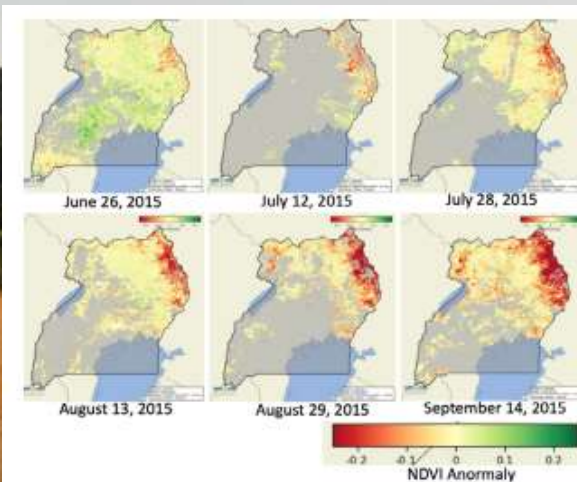 June 26, 2015
July 12, 2015
July 28, 2015
August 13, 2015
August 29, 2015
September 14, 2015
-0.2 -0.1 0 0.1 0.2
NDVI Anormaly